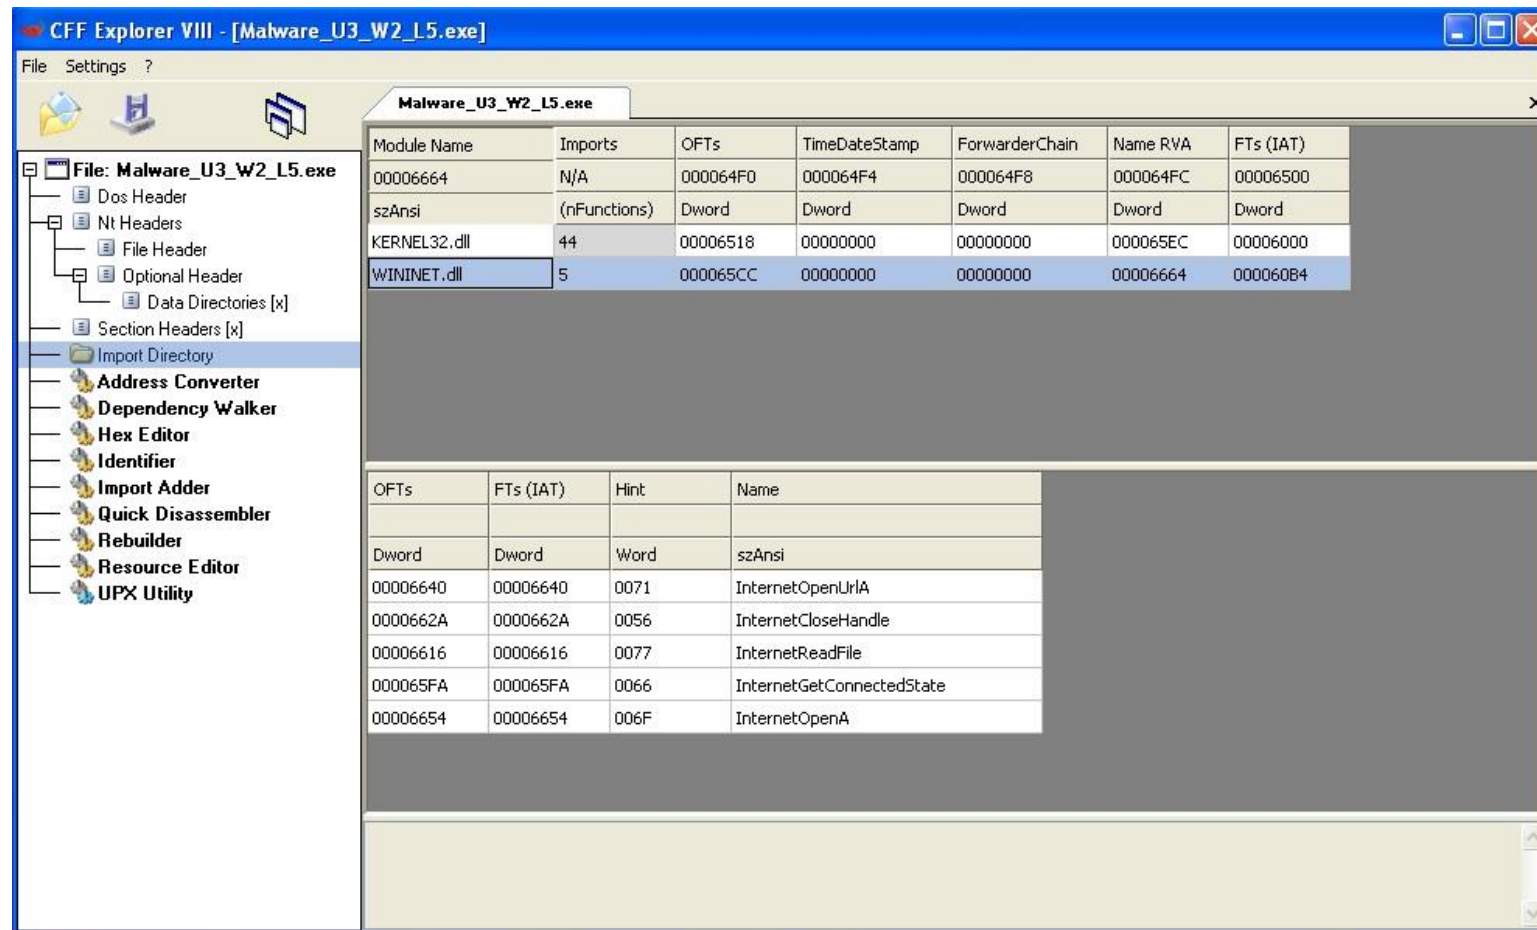 CFF Explorer VIII - [Malware_U3_W2_L5.exe]
File Settings ?
Malware_U3_W2_L5.exe
File: Malware_U3_W2_L5.exe
Dos Header
Nt Headers
File Header
Optional Header
Data Directories [x]
Section Headers [x]
Import Directory
Address Converter
Dependency Walker
Hex Editor
Identifier
Import Adder
Quick Disassembler
Rebuilder
Resource Editor
UPX Utility
Module Name Imports OFTs TimeDateStamp ForwarderChain Name RVA FTs (IAT)
00006664 N/A 000064F0 000064F4 000064F8 000064FC 00006500
szAnsi (nFunctions) Dword Dword Dword Dword Dword
KERNEL32.dll 44 00006518 00000000 00000000 000065EC 00006000
WININET.dll 5 000065CC 00000000 00000000 00006664 000060B4
OFTs FTs (IAT) Hint Name
Dword Dword Word szAnsi
00006640 00006640 0071 InternetOpenUrlA
0000662A 0000662A 0056 InternetCloseHandle
00006616 00006616 0077 InternetReadFile
000065FA 000065FA 0066 InternetGetConnectedState
00006654 00006654 006F InternetOpenA